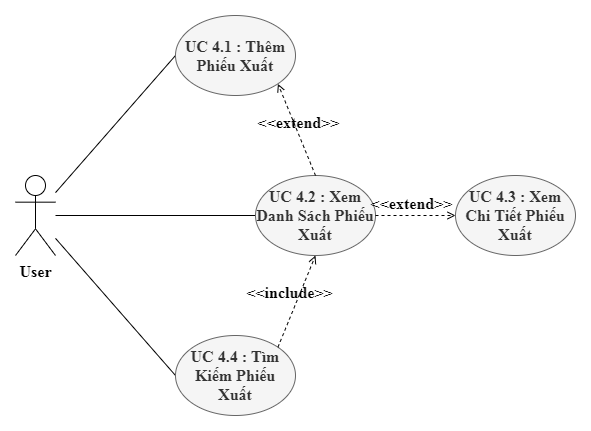 UC 4.1 : Thêm
Phiếu Xuất
<<extend>>
UC 4.2 : Xem
Danh Sách Phiếu
Xuất
<<extend>>
UC 4.3 : Xem
Chi Tiết Phiếu
Xuất
User
<<include>>
UC 4.4 : Tìm
Kiếm Phiếu
Xuất